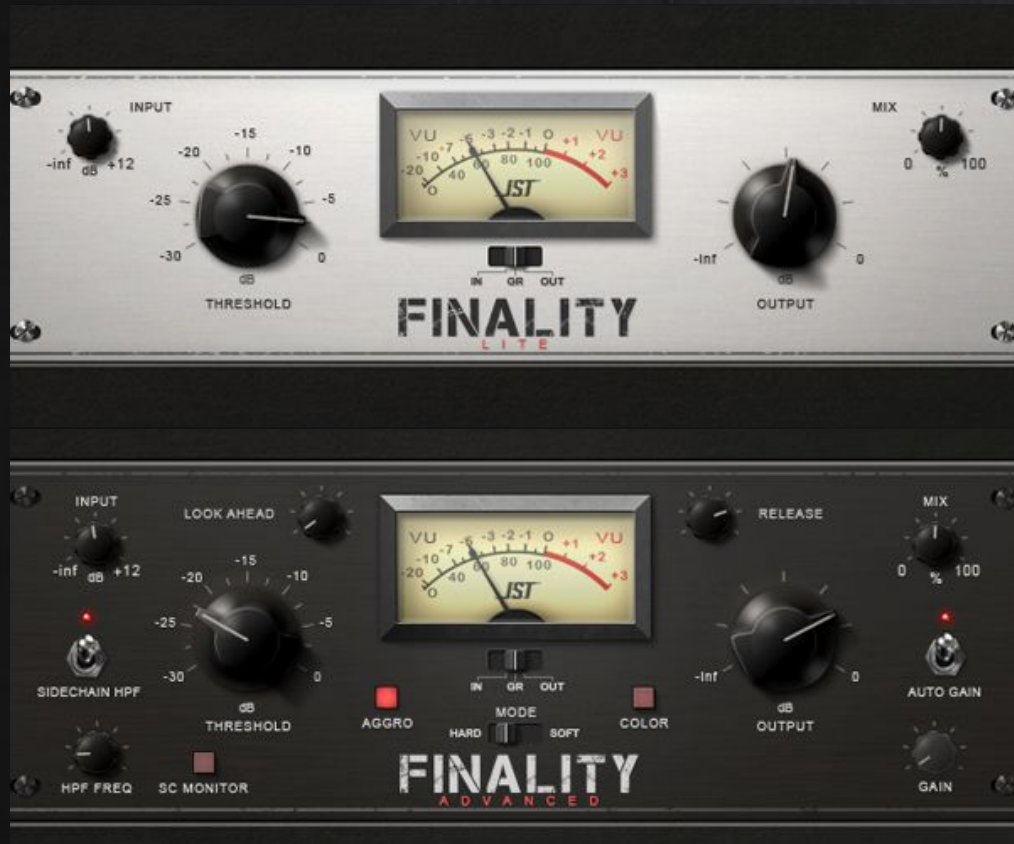 INPUT
MIX
-inf dB +12
-30 -25 -20 -15 -10 -5 0
dB
THRESHOLD
VU VU
-20 -10 -7 -5 -3 -2 -1 0 +1 +2 +3
0 40 60 80 100
JST
IN GR OUT
FINALITY
LITE
-inf 0
dB
OUTPUT
0 % 100
INPUT
-inf dB +12
LOOK AHEAD
RELEASE
MIX
0 % 100
-30 -25 -20 -15 -10 -5 0
dB
THRESHOLD
VU VU
-20 -10 -7 -5 -3 -2 -1 0 +1 +2 +3
0 40 60 80 100
JST
IN GR OUT
-inf 0
dB
OUTPUT
SIDECHAIN HPF
AUTO GAIN
AGGRO
MODE
HARD SOFT
COLOR
HPF FREQ
SC MONITOR
FINALITY
ADVANCED
GAIN